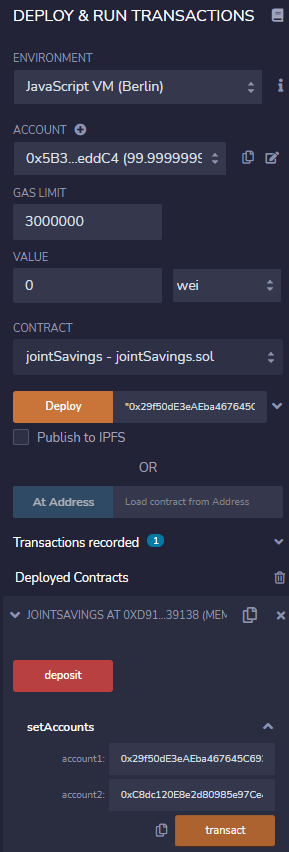 DEPLOY & RUN TRANSACTIONS
ENVIRONMENT
JavaScript VM (Berlin)
ACCOUNT
0x5B3...eddC4 (99.9999999
GAS LIMIT
3000000
VALUE
0 wei
CONTRACT
jointSavings - jointSavings.sol
Deploy "0x29f50dE3eAEba467645C
Publish to IPFS
OR
At Address Load contract from Address
Transactions recorded 1
Deployed Contracts
JOINTSAVINGS AT 0XD91...39138 (MEM
deposit
setAccounts
account1: 0x29f50dE3eAEba467645C69
account2: 0xC8dc120E8e2d80985e97Ce
transact